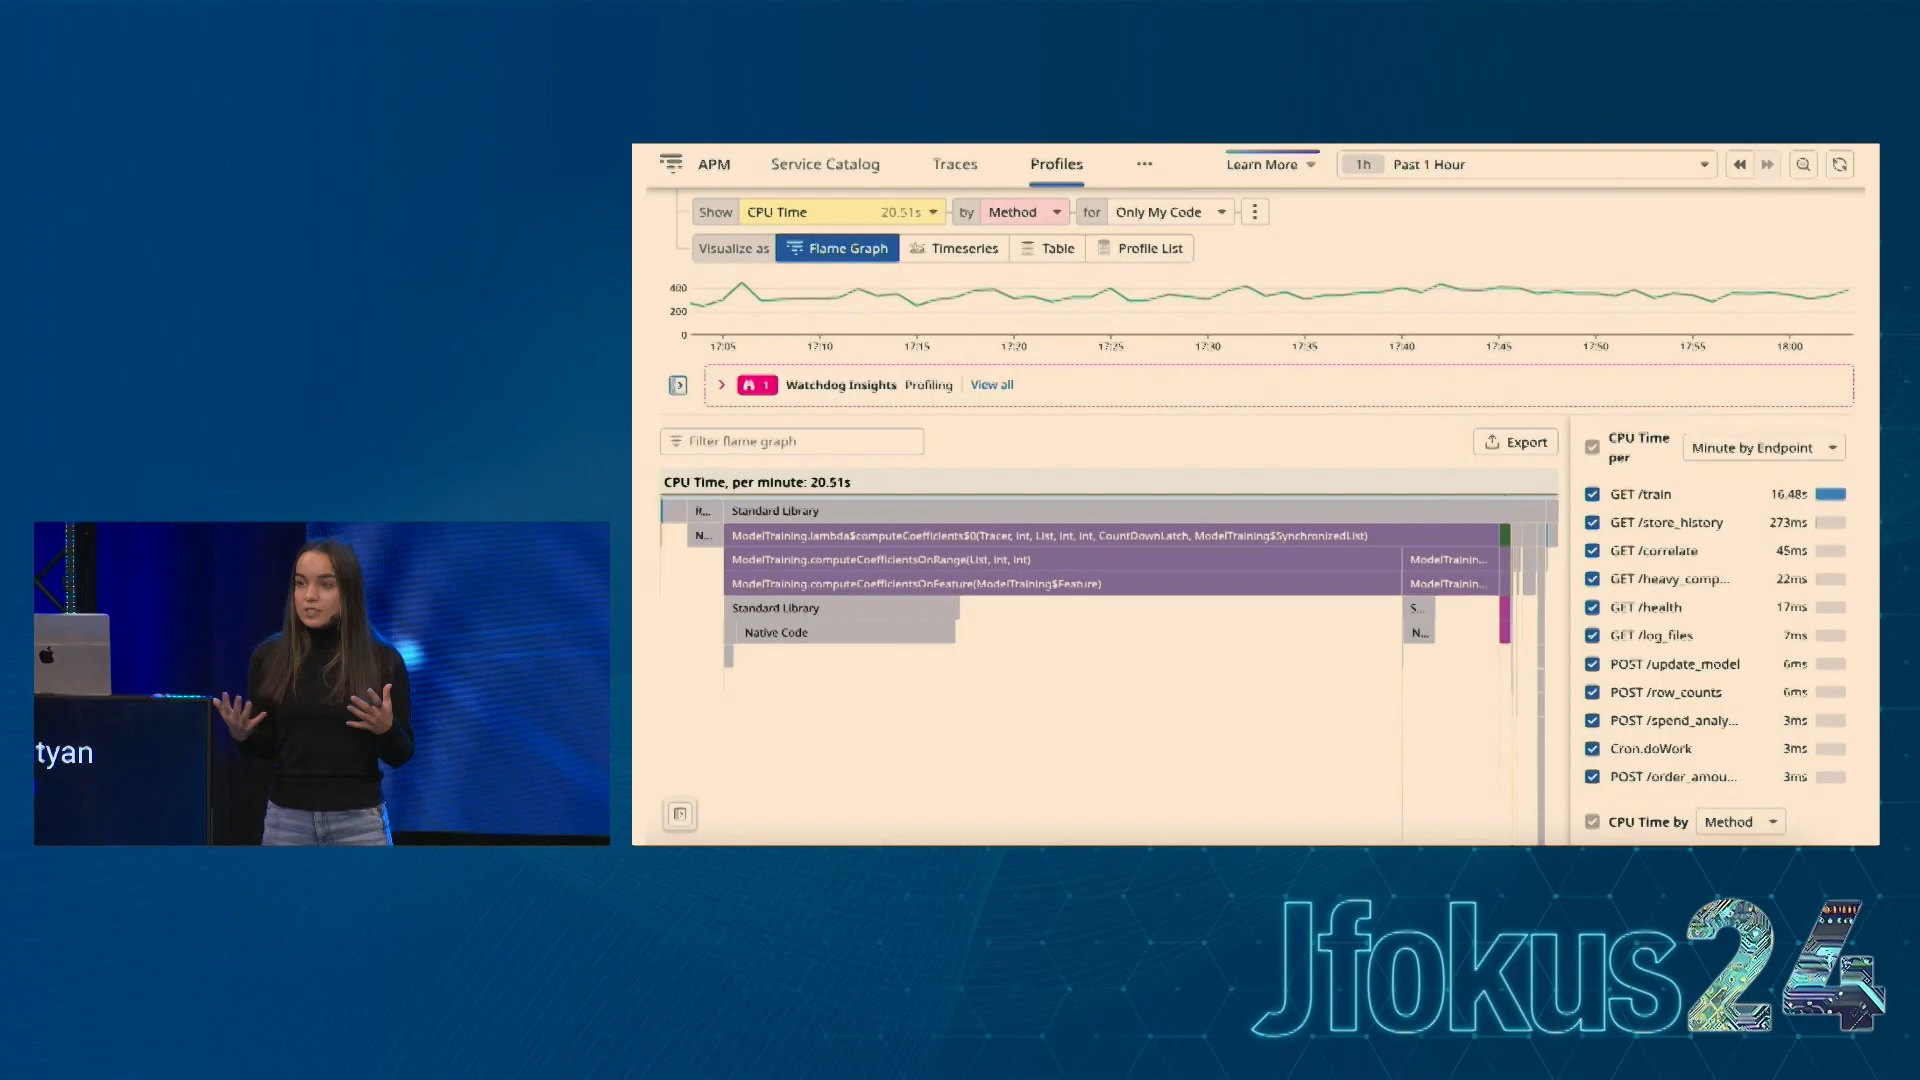 APM Service Catalog Traces Profiles ··· Learn More 1h Past 1 Hour
Show CPU Time 20.51s by Method for Only My Code
Visualize as Flame Graph Timeseries Table Profile List
400
200
0
17:05 17:10 17:15 17:20 17:25 17:30 17:35 17:40 17:45 17:50 17:55 18:00
1 Watchdog Insights Profiling View all
Filter flame graph
Export
CPU Time, per minute: 20.51s
R... Standard Library
N... ModelTraining.lambda$computeCoefficients$0(Tracer, int, List, int, int, CountDownLatch, ModelTraining$SynchronizedList)
ModelTraining.computeCoefficientsOnRange(List, int, int) ModelTrainin...
ModelTraining.computeCoefficientsOnFeature(ModelTraining$Feature) ModelTrainin...
Standard Library S...
Native Code N...
CPU Time per Minute by Endpoint
GET /train 16.48s
GET /store_history 273ms
GET /correlate 45ms
GET /heavy_comp... 22ms
GET /health 17ms
GET /log_files 7ms
POST /update_model 6ms
POST /row_counts 6ms
POST /spend_analy... 3ms
Cron.doWork 3ms
POST /order_amou... 3ms
CPU Time by Method
tyan
Jfokus24